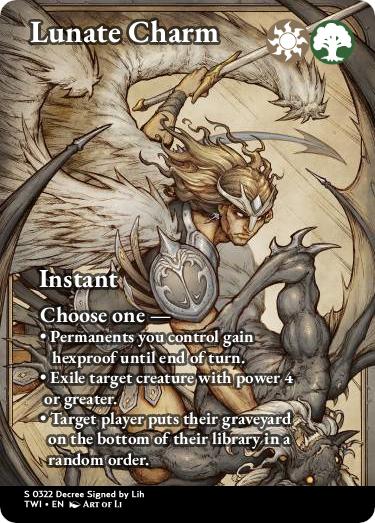 Lunate Charm
Instant
Choose one —
• Permanents you control gain
hexproof until end of turn.
• Exile target creature with power 4
or greater.
• Target player puts their graveyard
on the bottom of their library in a
random order.
S 0322 Decree Signed by Lih
TWI • EN Art of Li